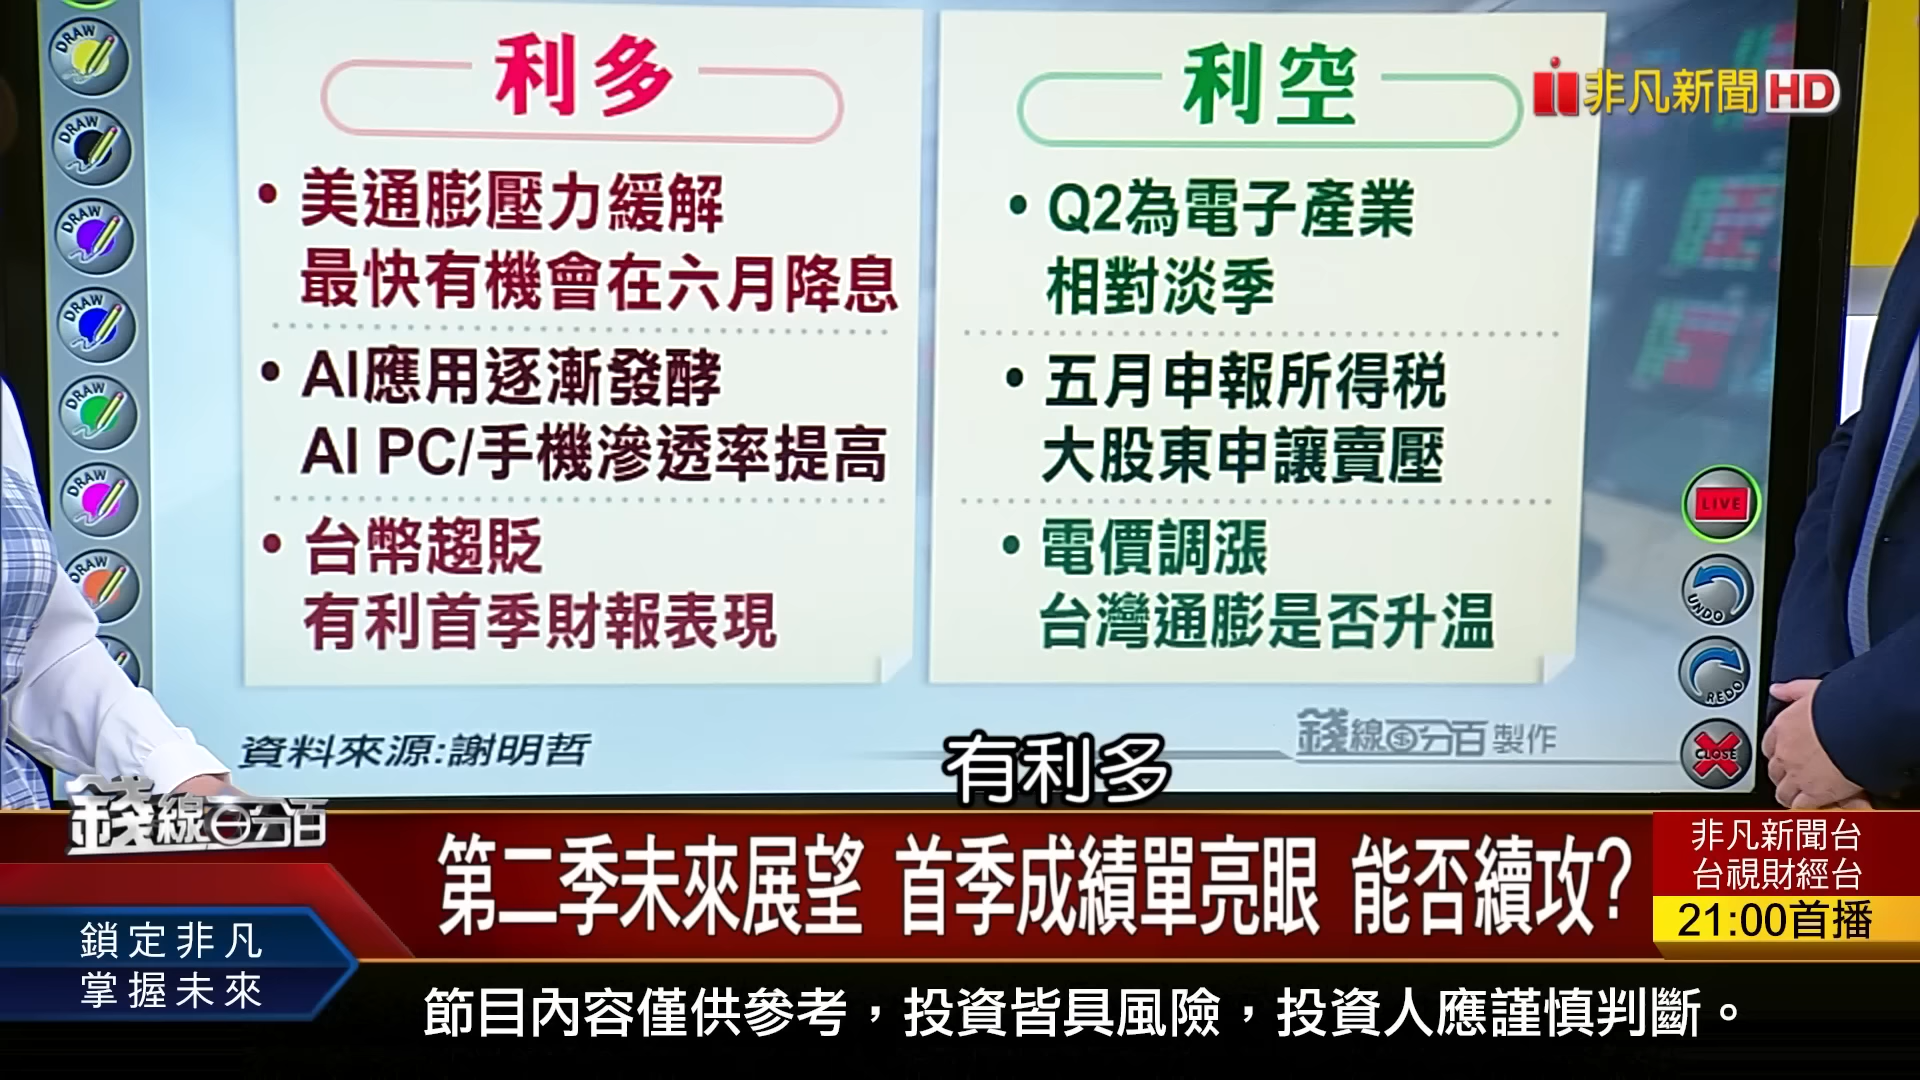 DRAW
DRAW
DRAW
DRAW
DRAW
DRAW
DRAW
利多
• 美通膨壓力緩解
最快有機會在六月降息
• AI應用逐漸發酵
AI PC/手機滲透率提高
• 台幣趨貶
有利首季財報表現
利空
• Q2為電子產業
相對淡季
• 五月申報所得稅
大股東申讓賣壓
• 電價調漲
台灣通膨是否升溫
非凡新聞HD
LIVE
UNDO
REDO
CLOSE
資料來源:謝明哲
錢線百分百製作
有利多
錢線百分百
第二季未來展望 首季成績單亮眼 能否續攻?
非凡新聞台
台視財經台
21:00首播
鎖定非凡
掌握未來
節目內容僅供參考，投資皆具風險，投資人應謹慎判斷。